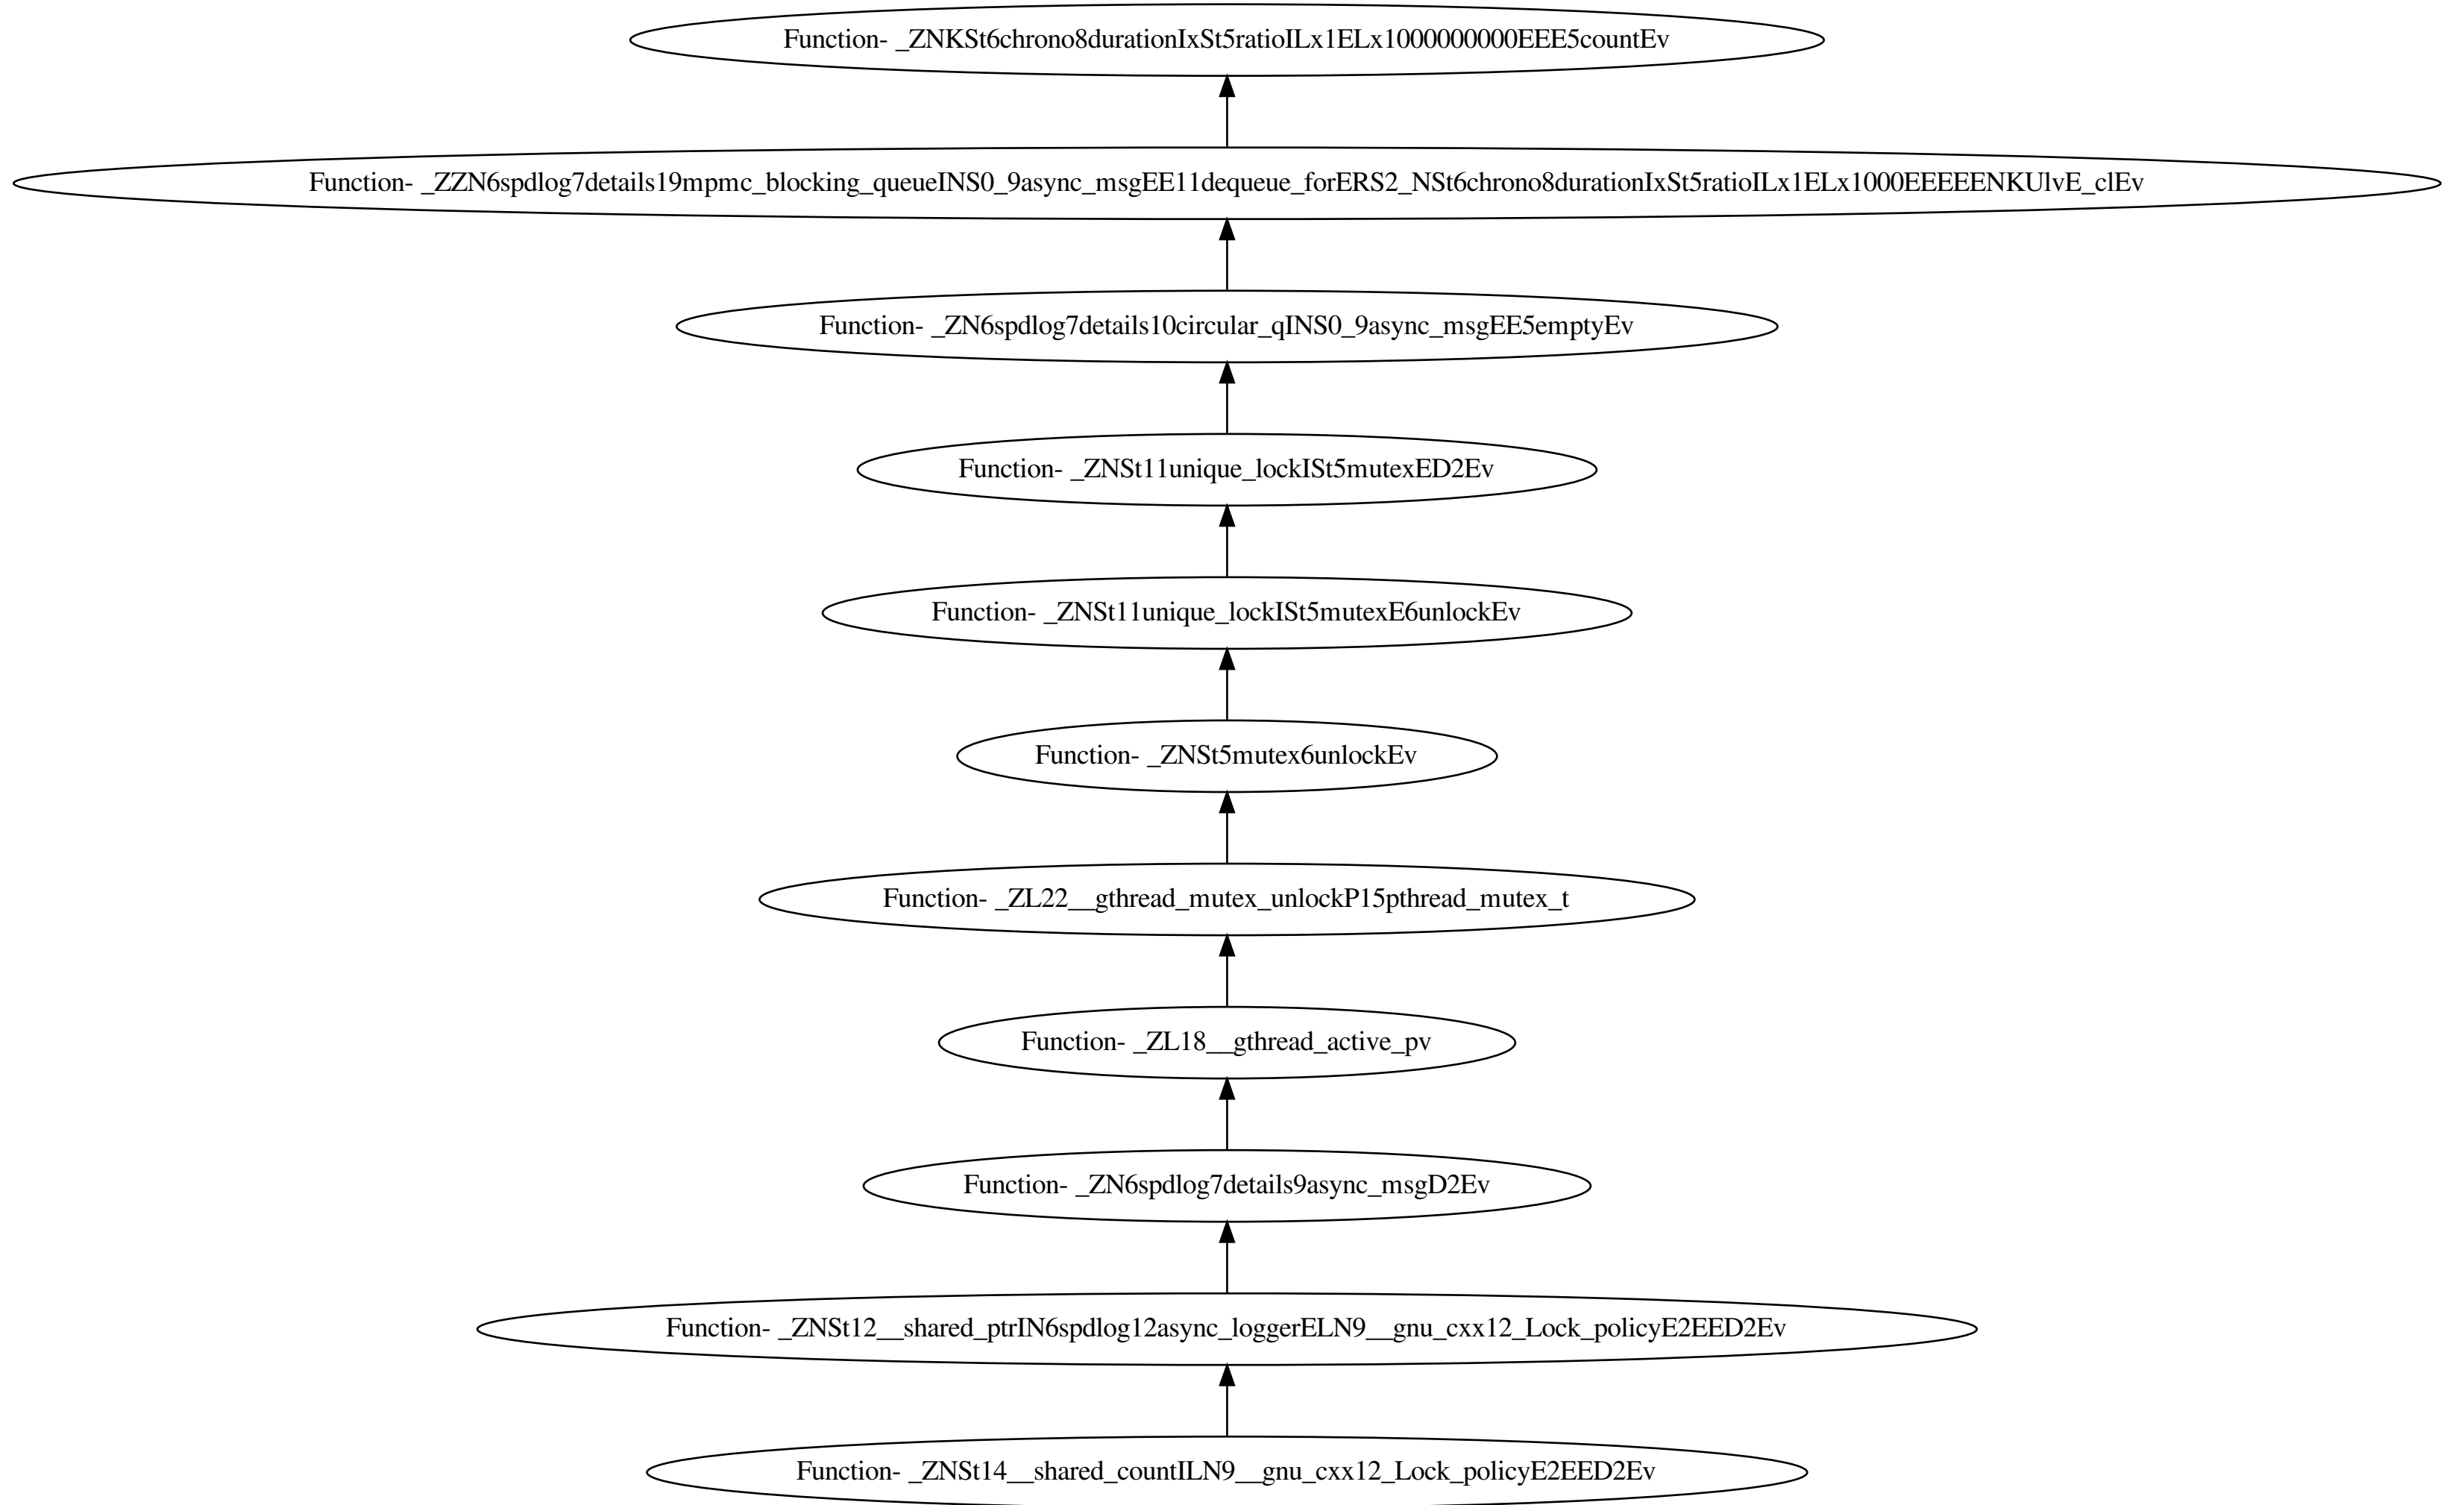 Function- _ZNKSt6chrono8durationIxSt5ratioILx1ELx1000000000EEE5countEv
Function- _ZZN6spdlog7details19mpmc_blocking_queueINS0_9async_msgEE11dequeue_forERS2_NSt6chrono8durationIxSt5ratioILx1ELx1000EEEEENKUlvE_clEv
Function- _ZN6spdlog7details10circular_qINS0_9async_msgEE5emptyEv
Function- _ZNSt11unique_lockISt5mutexED2Ev
Function- _ZNSt11unique_lockISt5mutexE6unlockEv
Function- _ZNSt5mutex6unlockEv
Function- _ZL22__gthread_mutex_unlockP15pthread_mutex_t
Function- _ZL18__gthread_active_pv
Function- _ZN6spdlog7details9async_msgD2Ev
Function- _ZNSt12__shared_ptrIN6spdlog12async_loggerELN9__gnu_cxx12_Lock_policyE2EED2Ev
Function- _ZNSt14__shared_countILN9__gnu_cxx12_Lock_policyE2EED2Ev